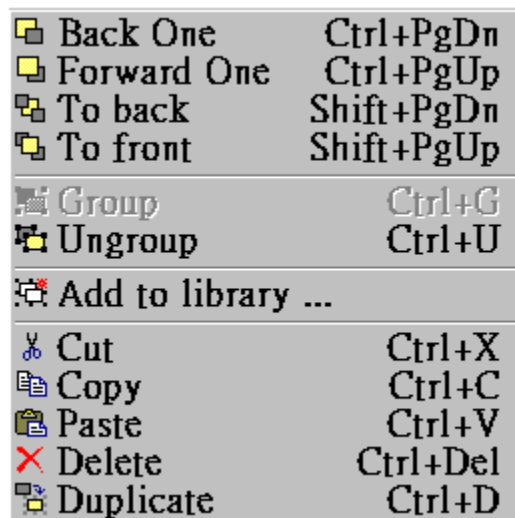 Back One Ctrl+PgDn
Forward One Ctrl+PgUp
To back Shift+PgDn
To front Shift+PgUp
Group Ctrl+G
Ungroup Ctrl+U
Add to library ...
Cut Ctrl+X
Copy Ctrl+C
Paste Ctrl+V
Delete Ctrl+Del
Duplicate Ctrl+D